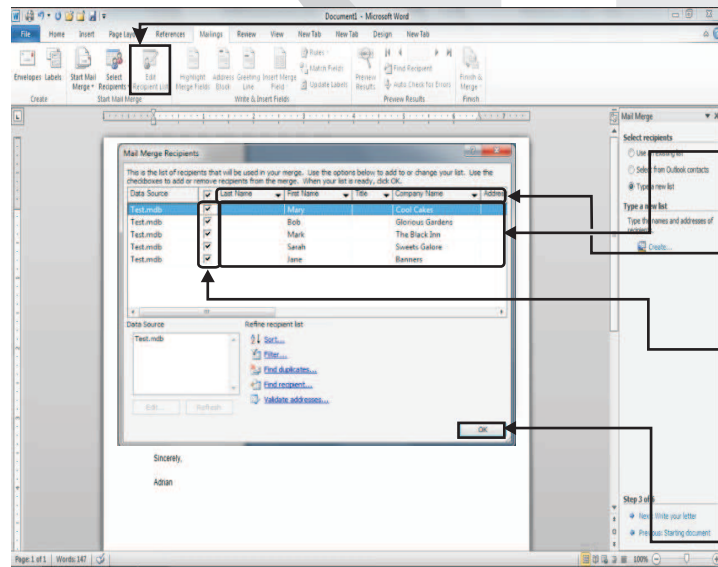 Document1 - Microsoft Word
File Home Insert Page Layout References Mailings Review View New Tab New Tab Design New Tab
Envelopes Labels Start Mail Merge Select Recipients Edit Recipient List Highlight Merge Fields Address Block Greeting Line Insert Merge Field Rules Match Fields Update Labels Preview Results Find Recipient Auto Check for Errors Finish & Merge
Create Start Mail Merge Write & Insert Fields Preview Results Finish
Mail Merge
Select recipients
Use an existing list
Select from Outlook contacts
Type a new list
Type a new list
Type the names and addresses of
recipients.
Create...
Mail Merge Recipients
This is the list of recipients that will be used in your merge. Use the options below to add to or change your list. Use the
checkboxes to add or remove recipients from the merge. When your list is ready, click OK.
Data Source Last Name First Name Title Company Name Address
Test.mdb Mary Cool Cakes
Test.mdb Bob Glorious Gardens
Test.mdb Mark The Black Inn
Test.mdb Sarah Sweets Galore
Test.mdb Jane Banners
Data Source Refine recipient list
Test.mdb
Sort...
Filter...
Find duplicates...
Find recipient...
Validate addresses...
Edit... Refresh
OK
Sincerely,
Adrian
Step 3 of 6
Next: Write your letter
Previous: Starting document
Page: 1 of 1 Words: 147 100%